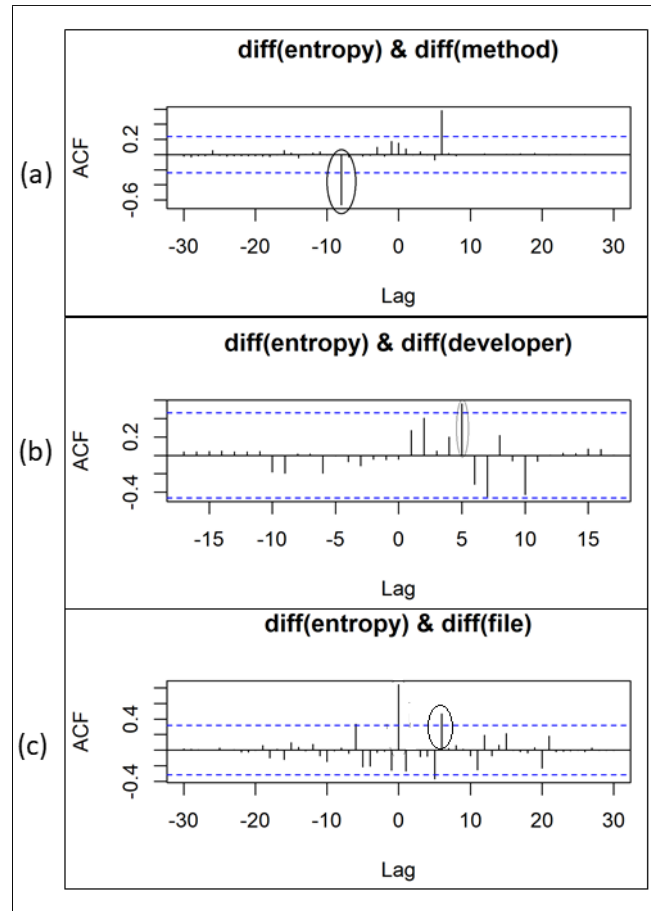 diff(entropy) & diff(method)
(a)
ACF
0.2
-0.6
-30 -20 -10 0 10 20 30
Lag
diff(entropy) & diff(developer)
(b)
ACF
0.2
-0.4
-15 -10 -5 0 5 10 15
Lag
diff(entropy) & diff(file)
(c)
ACF
0.4
-0.4
-30 -20 -10 0 10 20 30
Lag